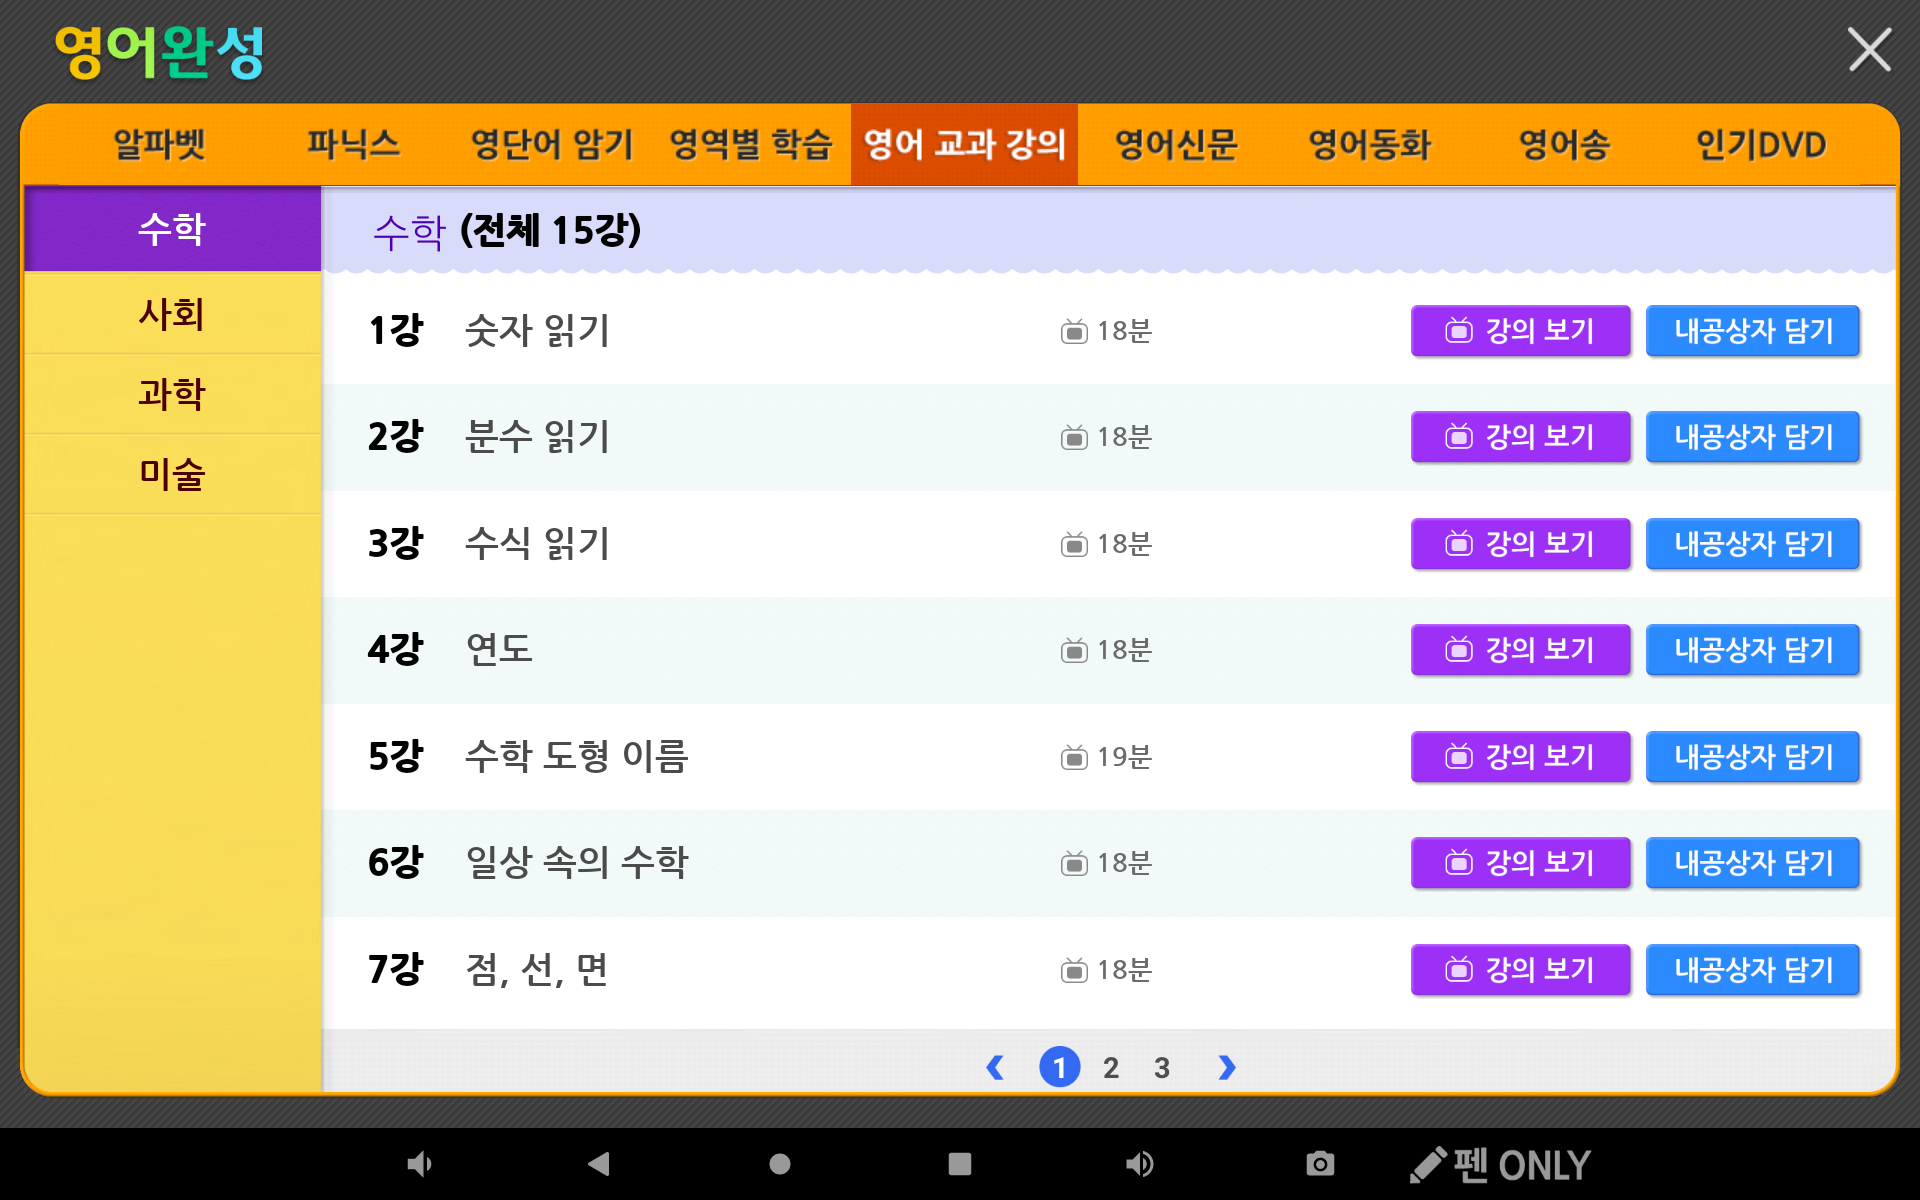 영어완성
알파벳 파닉스 영단어 암기 영역별 학습 영어 교과 강의 영어신문 영어동화 영어송 인기DVD
수학
사회
과학
미술
수학 (전체 15강)
1강 숫자 읽기 18분 강의 보기 내공상자 담기
2강 분수 읽기 18분 강의 보기 내공상자 담기
3강 수식 읽기 18분 강의 보기 내공상자 담기
4강 연도 18분 강의 보기 내공상자 담기
5강 수학 도형 이름 19분 강의 보기 내공상자 담기
6강 일상 속의 수학 18분 강의 보기 내공상자 담기
7강 점, 선, 면 18분 강의 보기 내공상자 담기
1 2 3
펜 ONLY